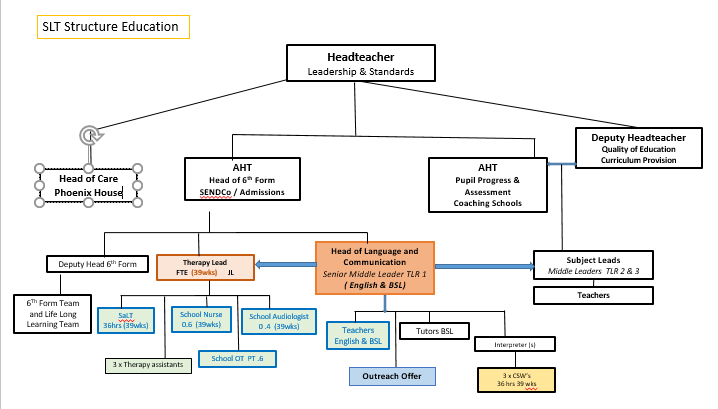 SLT Structure Education
Headteacher
Leadership & Standards
Deputy Headteacher
Quality of Education
Curriculum Provision
Head of Care
Phoenix House
AHT
Head of 6th Form
SENDCo / Admissions
AHT
Pupil Progress &
Assessment
Coaching Schools
Deputy Head 6th Form
Therapy Lead
FTE (39wks) JL
Head of Language and
Communication
Senior Middle Leader TLR 1
( English & BSL)
Subject Leads
Middle Leaders TLR 2 & 3
Teachers
6th Form Team
and Life Long
Learning Team
SaLT
36hrs (39wks)
School Nurse
0.6 (39wks)
School Audiologist
0 .4 (39wks)
3 x Therapy assistants
School OT PT .6
Teachers
English & BSL
Tutors BSL
Interpreter (s)
Outreach Offer
3 x CSW's
36 hrs 39 wks